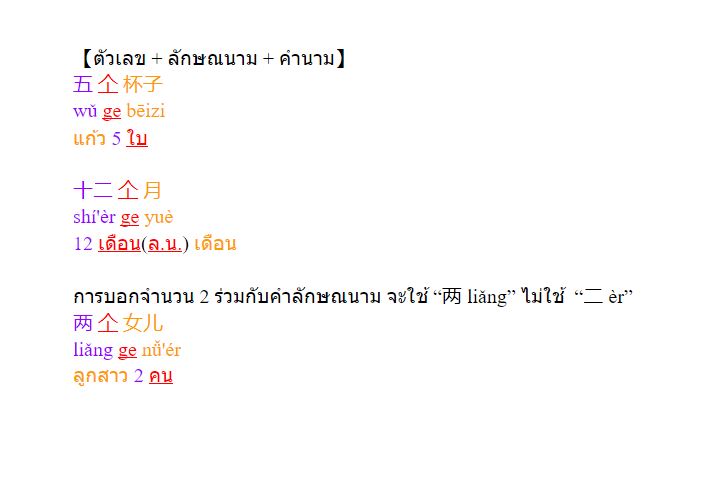 【ตัวเลข + ลักษณนาม + คำนาม】
五 个 杯子
wǔ ge bēizi
แก้ว 5 ใบ
十二 个 月
shí'èr ge yuè
12 เดือน(ล.น.) เดือน
การบอกจำนวน 2 ร่วมกับคำลักษณนาม จะใช้ “两 liǎng” ไม่ใช้ “二 èr”
两 个 女儿
liǎng ge nǚ'ér
ลูกสาว 2 คน